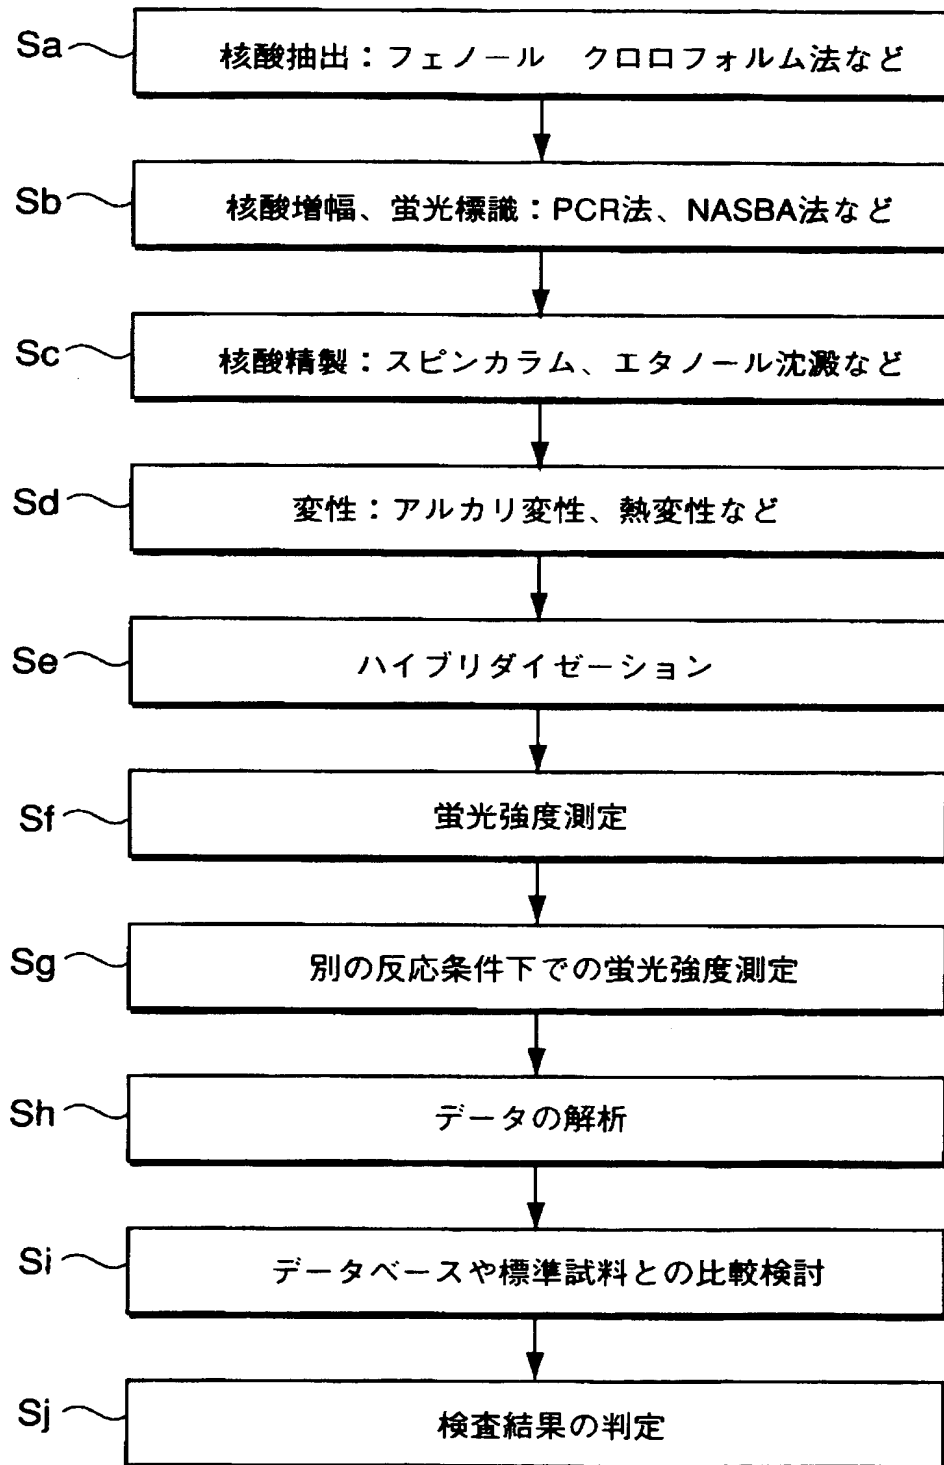 Sa 核酸抽出：フェノール　クロロフォルム法など
Sb 核酸増幅、蛍光標識：PCR法、NASBA法など
Sc 核酸精製：スピンカラム、エタノール沈澱など
Sd 変性：アルカリ変性、熱変性など
Se ハイブリダイゼーション
Sf 蛍光強度測定
Sg 別の反応条件下での蛍光強度測定
Sh データの解析
Si データベースや標準試料との比較検討
Sj 検査結果の判定